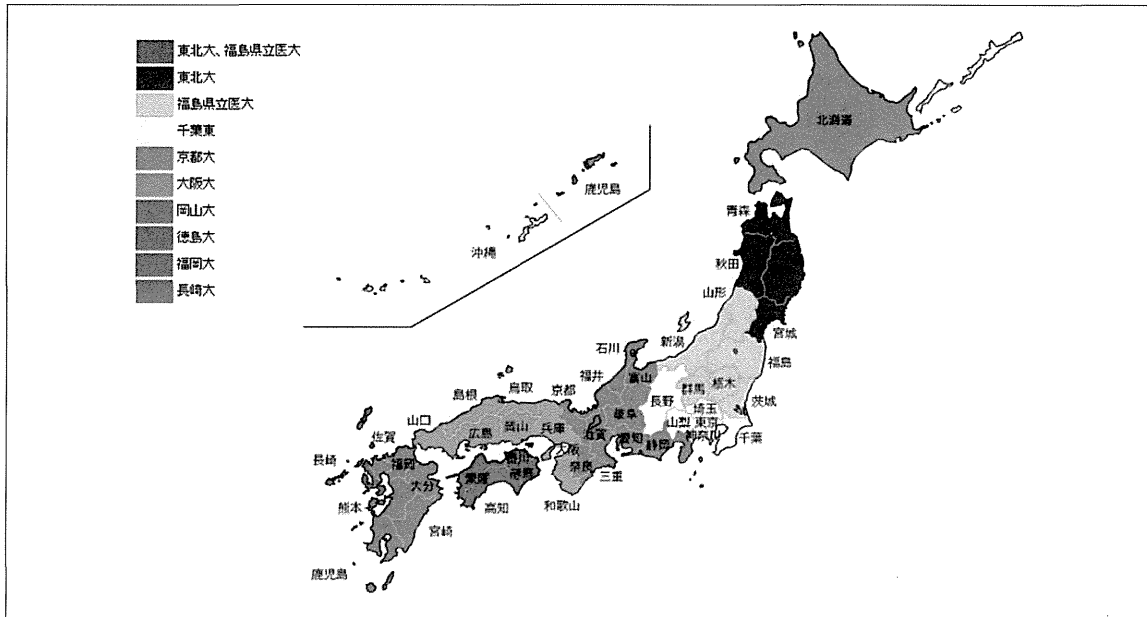 東北大、福島県立医大
東北大
福島県立医大
千葉東
京都大
大阪大
岡山大
徳島大
福岡大
長崎大
北海道
青森
秋田
山形
宮城
新潟
福島
石川
富山
福井
群馬
栃木
長野
茨城
埼玉
山梨
東京
神奈川
千葉
岐阜
愛知
静岡
三重
滋賀
京都
兵庫
奈良
和歌山
鳥取
島根
岡山
広島
山口
香川
徳島
愛媛
高知
福岡
佐賀
長崎
大分
熊本
宮崎
鹿児島
鹿児島
沖縄